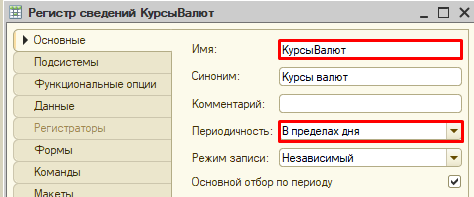 Регистр сведений КурсыВалют
Основные
Подсистемы
Функциональные опции
Данные
Регистраторы
Формы
Команды
Макеты
Имя: КурсыВалют
Синоним: Курсы валют
Комментарий:
Периодичность: В пределах дня
Режим записи: Независимый
Основной отбор по периоду